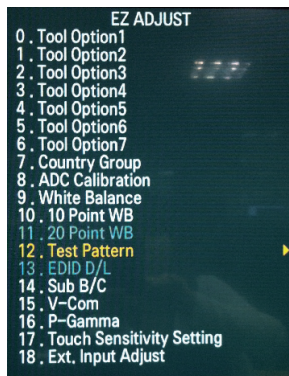 EZ ADJUST
0 . Tool Option1
1 . Tool Option2
2 . Tool Option3
3 . Tool Option4
4 . Tool Option5
5 . Tool Option6
6 . Tool Option7
7 . Country Group
8 . ADC Calibration
9 . White Balance
10 . 10 Point WB
11 . 20 Point WB
12 . Test Pattern
13 . EDID D/L
14 . Sub B/C
15 . V-Com
16 . P-Gamma
17 . Touch Sensitivity Setting
18 . Ext. Input Adjust